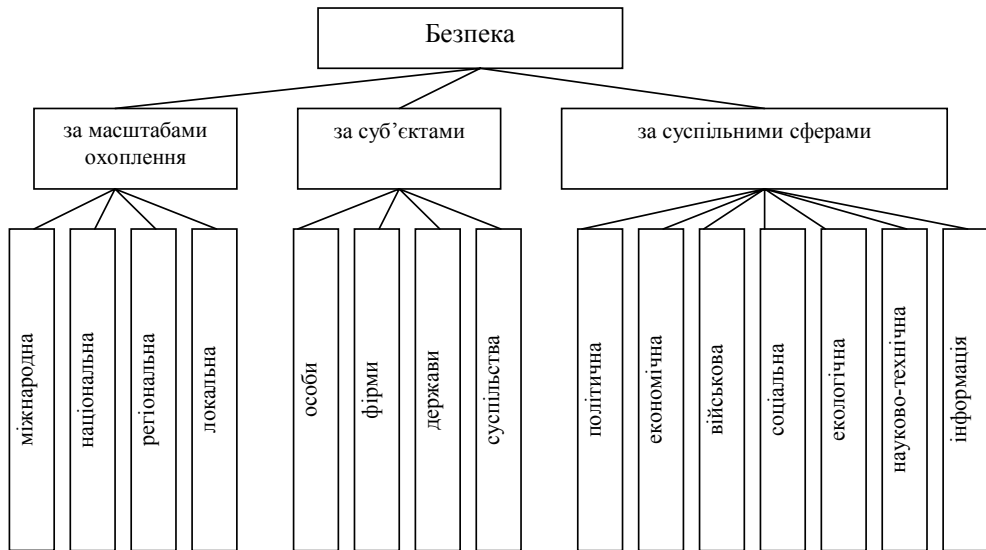 Безпека
за масштабами
охоплення
за суб’єктами
за суспільними сферами
міжнародна
національна
регіональна
локальна
особи
фірми
держави
суспільства
політична
економічна
військова
соціальна
екологічна
науково-технічна
інформація